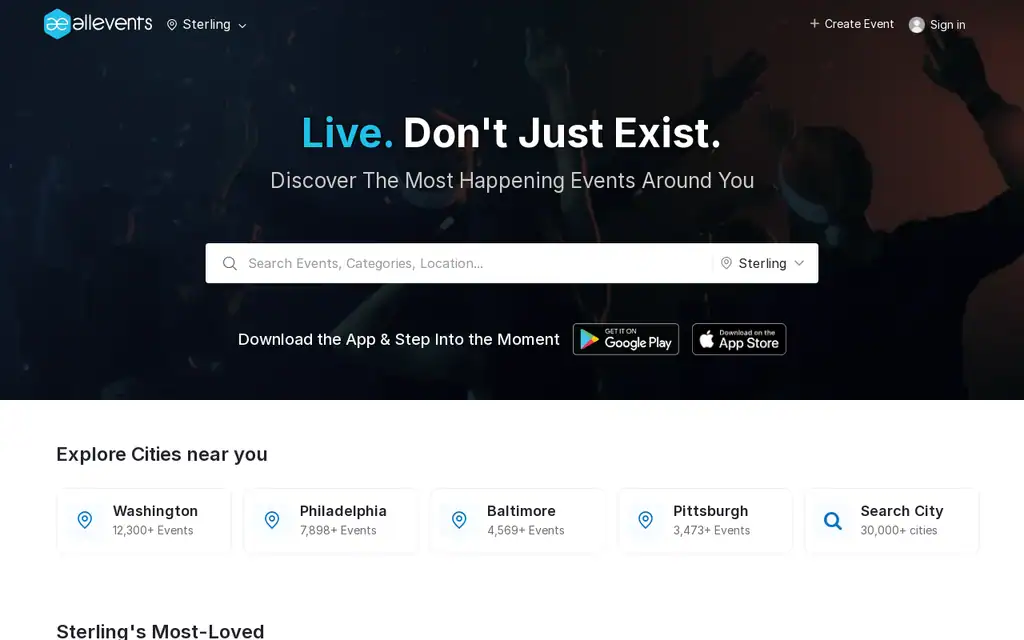 æ allevents
Sterling
+ Create Event
Sign in
Live. Don't Just Exist.
Discover The Most Happening Events Around You
Search Events, Categories, Location...
Sterling
Download the App & Step Into the Moment
GET IT ON
Google Play
Download on the
App Store
Explore Cities near you
Washington
12,300+ Events
Philadelphia
7,898+ Events
Baltimore
4,569+ Events
Pittsburgh
3,473+ Events
Search City
30,000+ cities
Sterling's Most-Loved